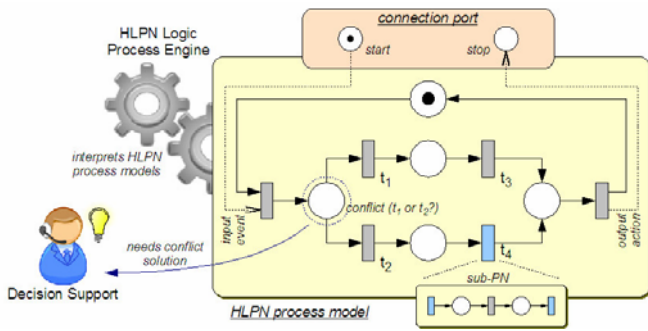 HLPN Logic
Process Engine
connection port
start
stop
interprets HLPN
process models
t1
t3
conflict (t1 or t2?)
input
event
output
action
needs conflict
solution
t2
t4
Decision Support
sub-PN
HLPN process model